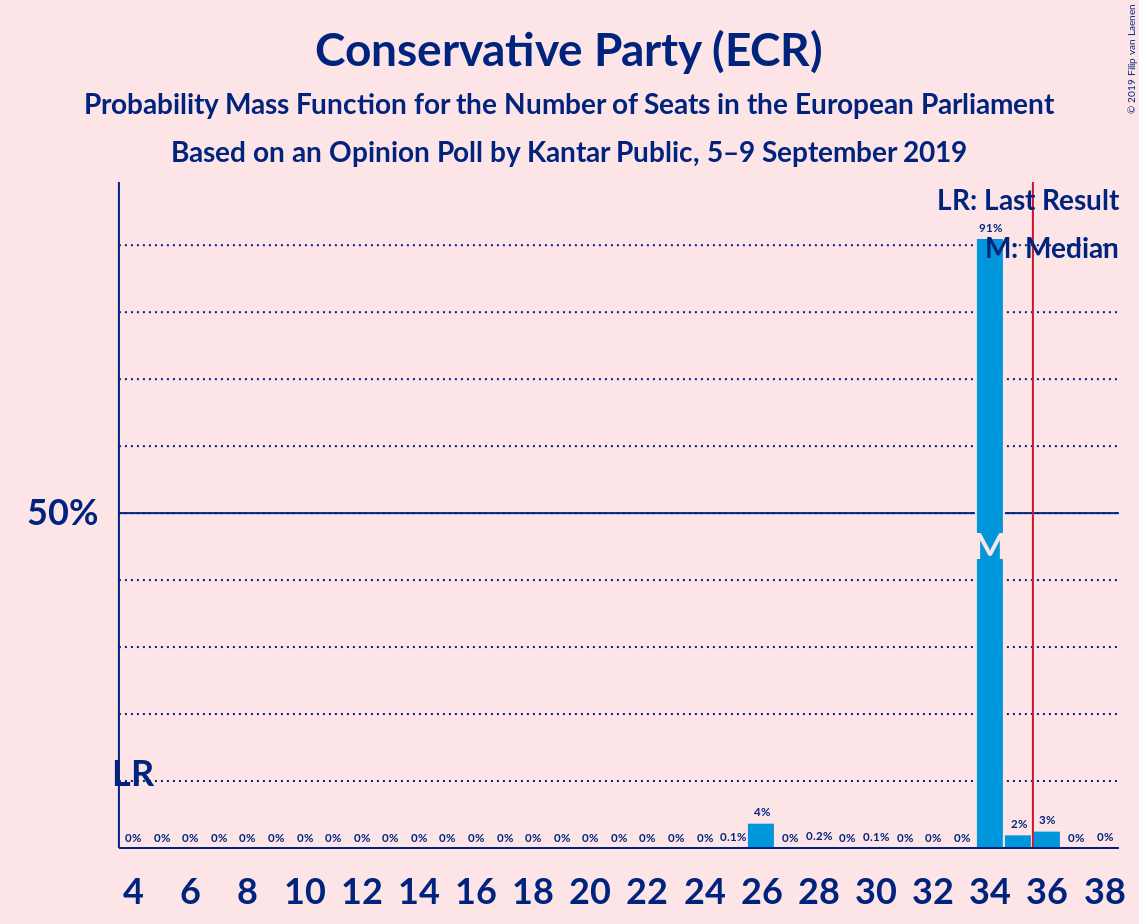 Conservative Party (ECR)
Probability Mass Function for the Number of Seats in the European Parliament
Based on an Opinion Poll by Kantar Public, 5–9 September 2019
© 2019 Filip van Laenen
LR: Last Result
M: Median
91%
50%
M
LR
0% 0% 0% 0% 0% 0% 0% 0% 0% 0% 0% 0% 0% 0% 0% 0% 0% 0% 0% 0% 0% 0.1% 4% 0% 0.2% 0% 0.1% 0% 0% 0% 2% 3% 0% 0%
4 6 8 10 12 14 16 18 20 22 24 26 28 30 32 34 36 38